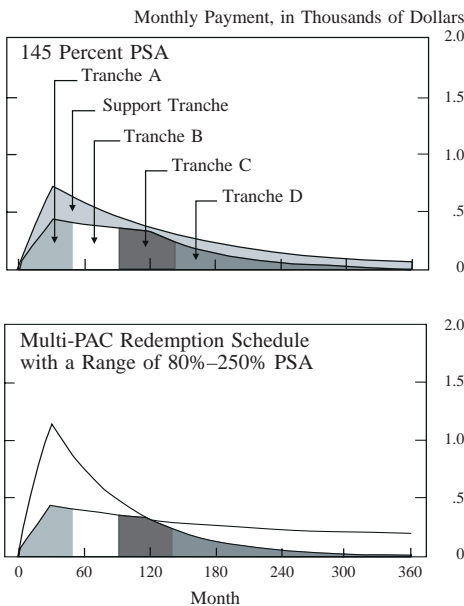 Monthly Payment, in Thousands of Dollars
2.0
145 Percent PSA
Tranche A
1.5
Support Tranche
Tranche B
1.0
Tranche C
Tranche D
.5
0
Multi-PAC Redemption Schedule
with a Range of 80%–250% PSA
2.0
1.5
1.0
.5
0
0 60 120 180 240 300 360
Month